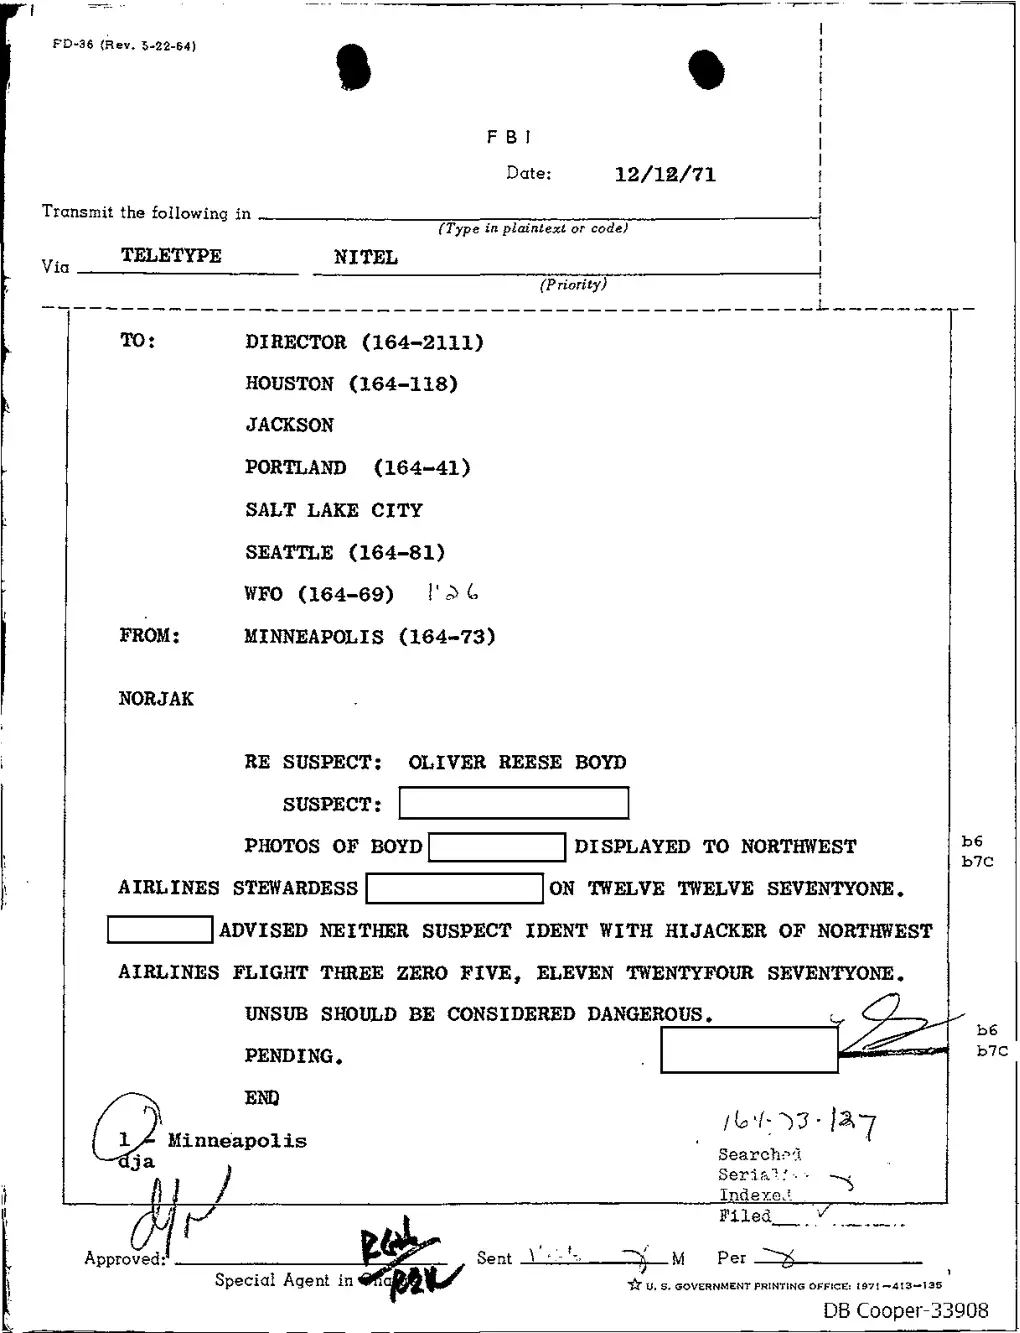 FD-36 (Rev. 5-22-64)
F B I
Date: 12/12/71
Transmit the following in
(Type in plaintext or code)
Via TELETYPE NITEL
(Priority)
TO: DIRECTOR (164-2111)
HOUSTON (164-118)
JACKSON
PORTLAND (164-41)
SALT LAKE CITY
SEATTLE (164-81)
WFO (164-69) 126
FROM: MINNEAPOLIS (164-73)
NORJAK
RE SUSPECT: OLIVER REESE BOYD
SUSPECT:
PHOTOS OF BOYD DISPLAYED TO NORTHWEST
b6
b7C
AIRLINES STEWARDESS ON TWELVE TWELVE SEVENTYONE.
ADVISED NEITHER SUSPECT IDENT WITH HIJACKER OF NORTHWEST
AIRLINES FLIGHT THREE ZERO FIVE, ELEVEN TWENTYFOUR SEVENTYONE.
UNSUB SHOULD BE CONSIDERED DANGEROUS.
b6
b7C
PENDING.
END
1 - Minneapolis
dja
164-73-127
Searched
Indexed
Filed
Approved: Sent M Per
Special Agent in
☆ U. S. GOVERNMENT PRINTING OFFICE: 1971-413-135
DB Cooper-33908